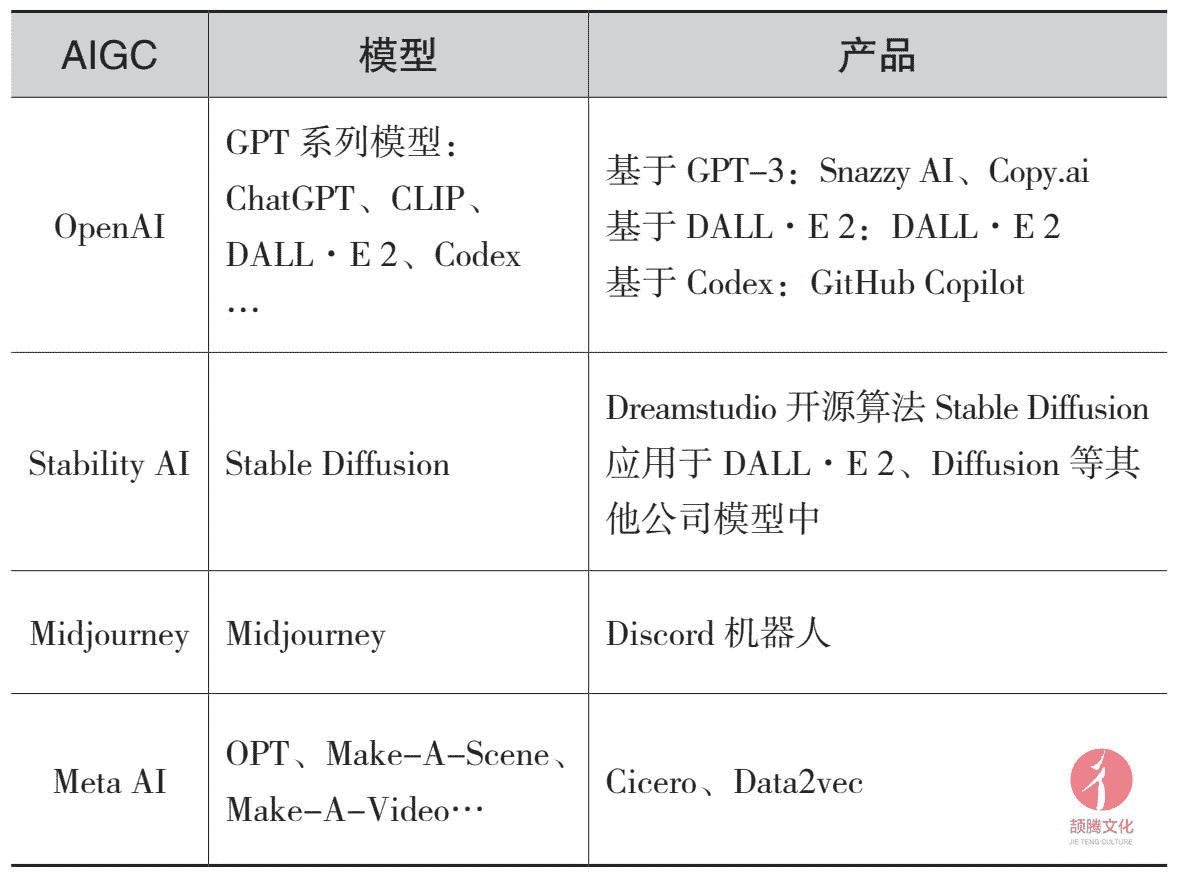 AIGC
模型
产品
OpenAI
GPT 系列模型：
ChatGPT、CLIP、
DALL·E 2、Codex
…
基于 GPT-3：Snazzy AI、Copy.ai
基于 DALL·E 2：DALL·E 2
基于 Codex：GitHub Copilot
Stability AI
Stable Diffusion
Dreamstudio 开源算法 Stable Diffusion
应用于 DALL·E 2、Diffusion 等其
他公司模型中
Midjourney
Midjourney
Discord 机器人
Meta AI
OPT、Make-A-Scene、
Make-A-Video…
Cicero、Data2vec
颉腾文化
JIE TENG CULTURE